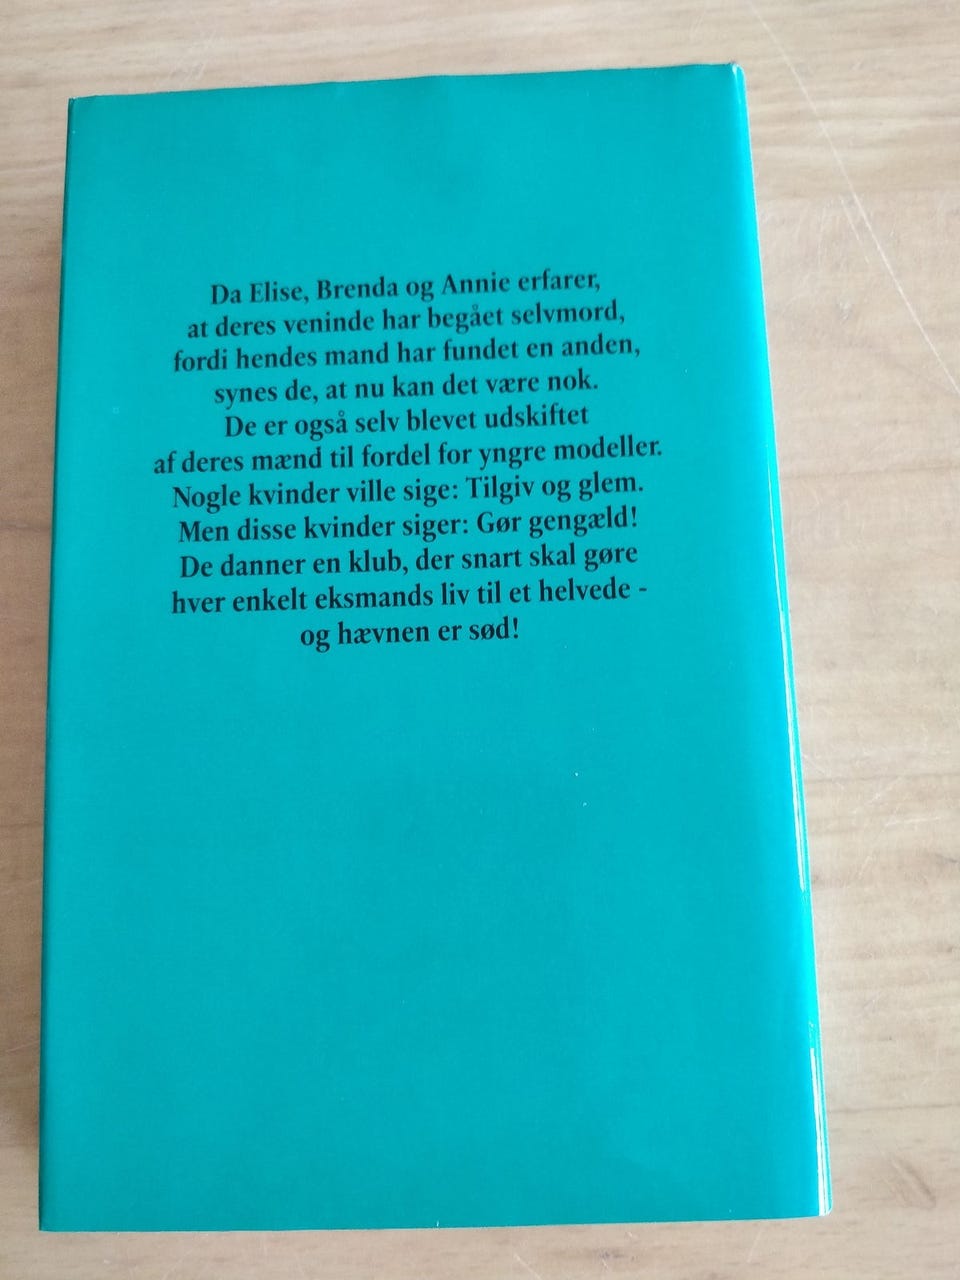 Da Elise, Brenda og Annie erfarer,
at deres veninde har begået selvmord,
fordi hendes mand har fundet en anden,
synes de, at nu kan det være nok.
De er også selv blevet udskiftet
af deres mænd til fordel for yngre modeller.
Nogle kvinder ville sige: Tilgiv og glem.
Men disse kvinder siger: Gør gengæld!
De danner en klub, der snart skal gøre
hver enkelt eksmands liv til et helvede -
og hævnen er sød!